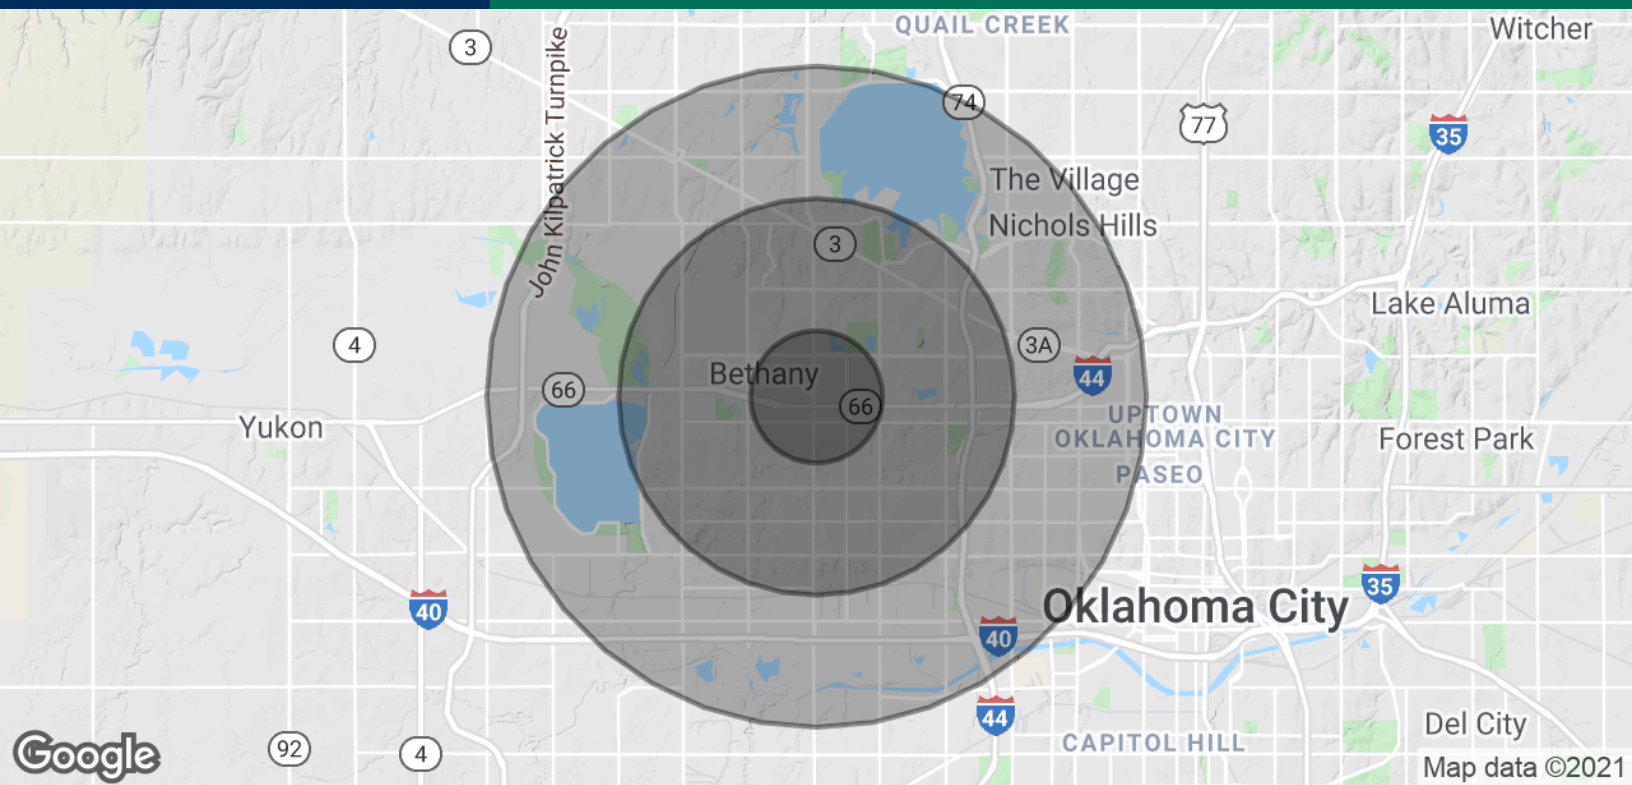 QUAIL CREEK
Witcher
3
John Kilpatrick Turnpike
74
77
35
The Village
Nichols Hills
3
Lake Aluma
4
3A
Bethany
44
66
66
UPTOWN
OKLAHOMA CITY
Yukon
Forest Park
PASEO
35
40
Oklahoma City
40
44
Del City
92
4
CAPITOL HILL
Google
Map data ©2021